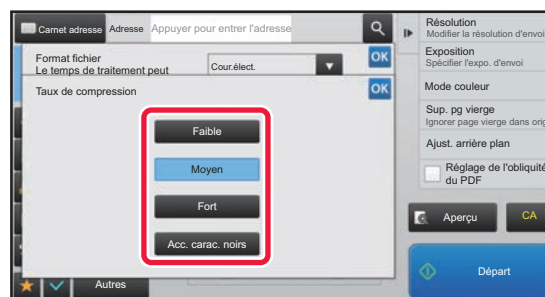 Carnet adresse
Adresse
Appuyer pour entrer l'adresse
Format fichier
Le temps de traitement peut
Cour.élect.
OK
Taux de compression
OK
Faible
Moyen
Fort
Acc. carac. noirs
Autres
Résolution
Modifier la résolution d'envoi
Exposition
Spécifier l'expo. d'envoi
Mode couleur
Sup. pg vierge
Ignorer page vierge dans orig
Ajust. arrière plan
Réglage de l'obliquité
du PDF
Aperçu
CA
Départ